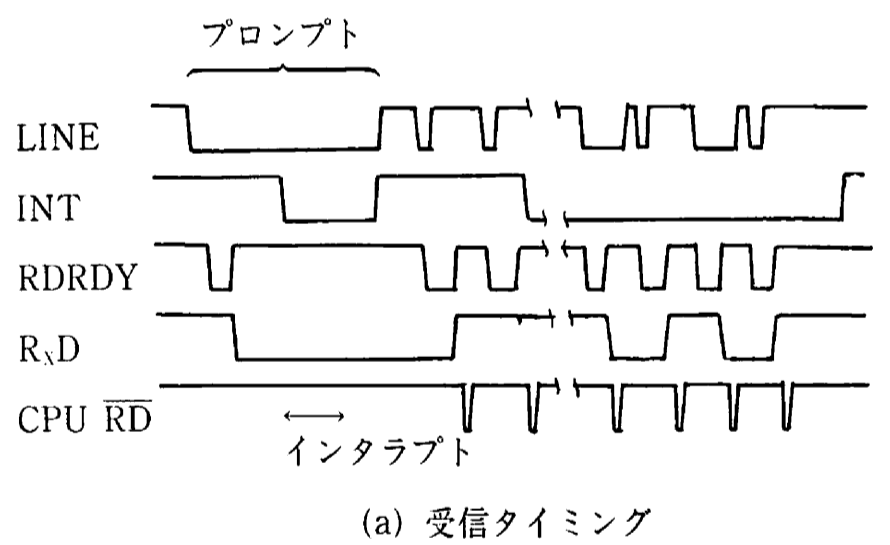 プロンプト
LINE
INT
RDRDY
RxD
CPU R̅D̅
インタラプト
(a) 受信タイミング